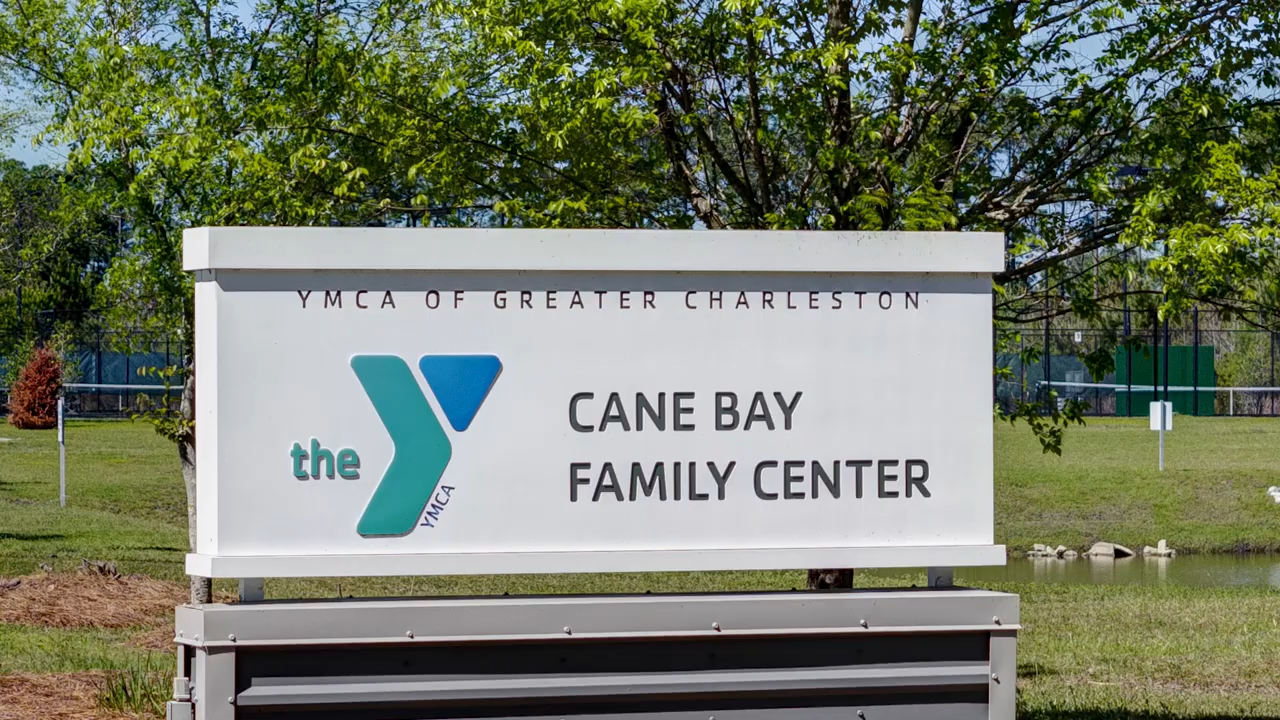 YMCA OF GREATER CHARLESTON
the
YMCA
CANE BAY
FAMILY CENTER